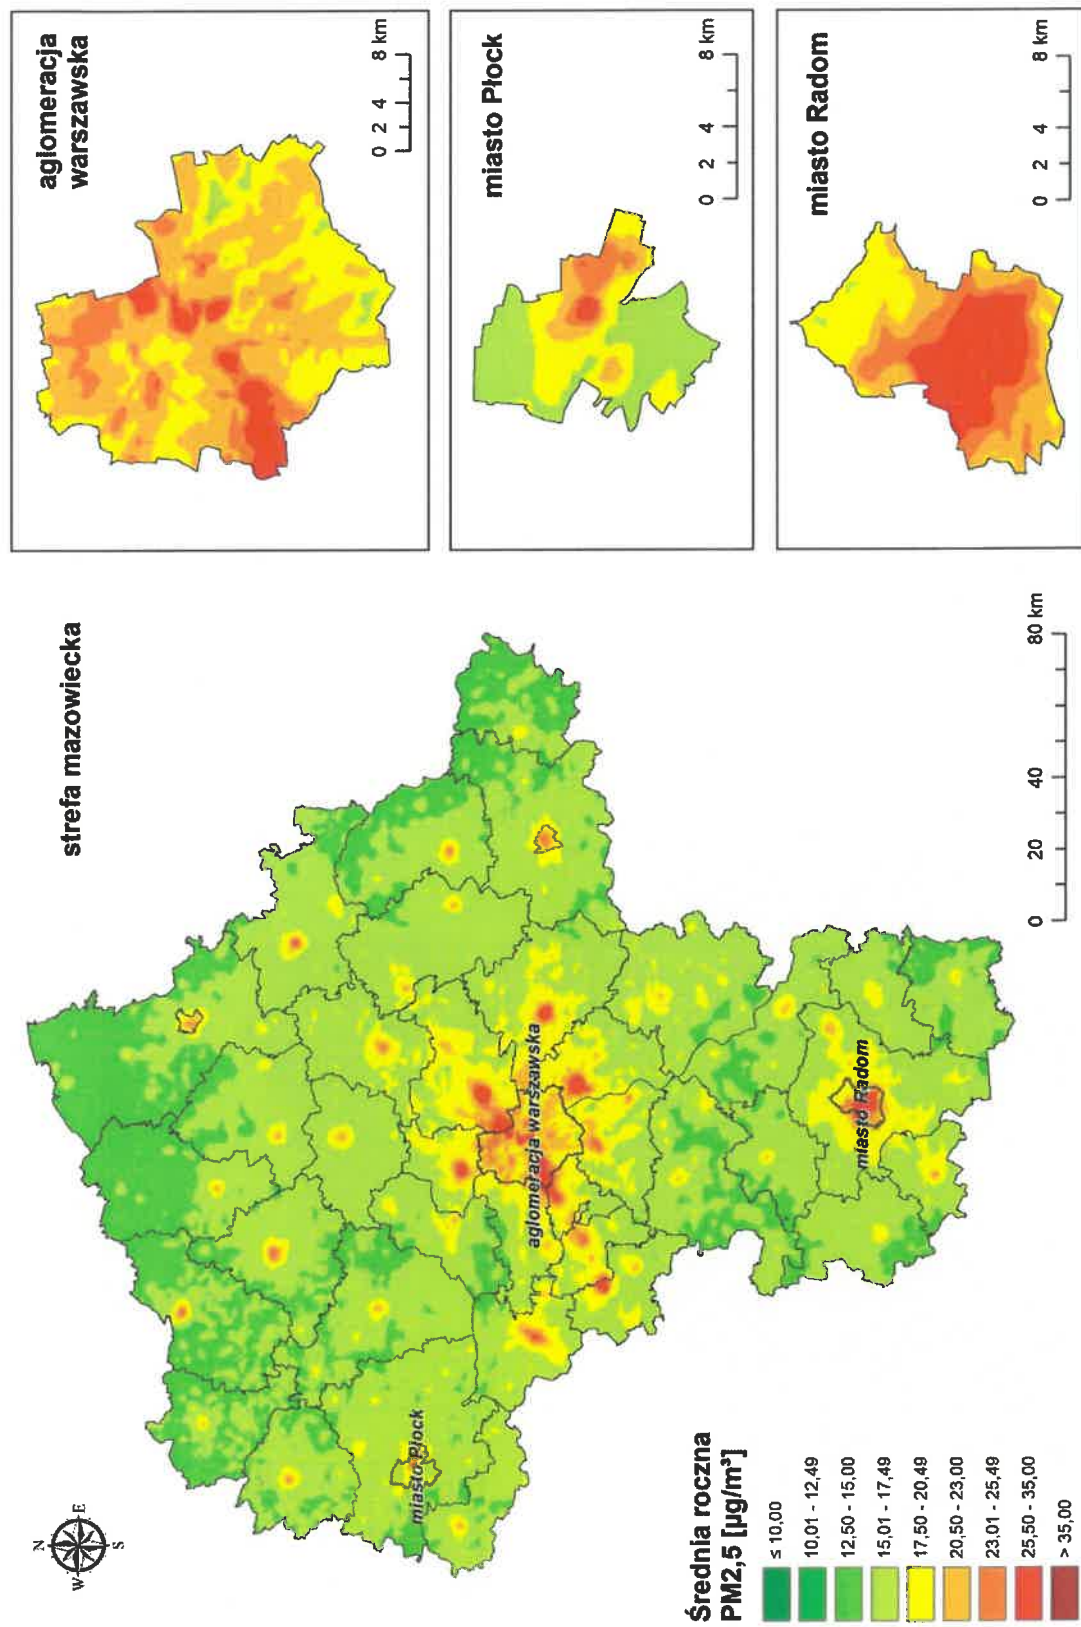 strefa mazowiecka
N
W
E
S
miasto Płock
aglomeracja warszawska
miasto Radom
0 20 40 80 km
Średnia roczna
PM2,5 [µg/m³]
≤ 10,00
10,01 - 12,49
12,50 - 15,00
15,01 - 17,49
17,50 - 20,49
20,50 - 23,00
23,01 - 25,49
25,50 - 35,00
> 35,00
aglomeracja
warszawska
0 2 4 8 km
miasto Płock
0 2 4 8 km
miasto Radom
0 2 4 8 km